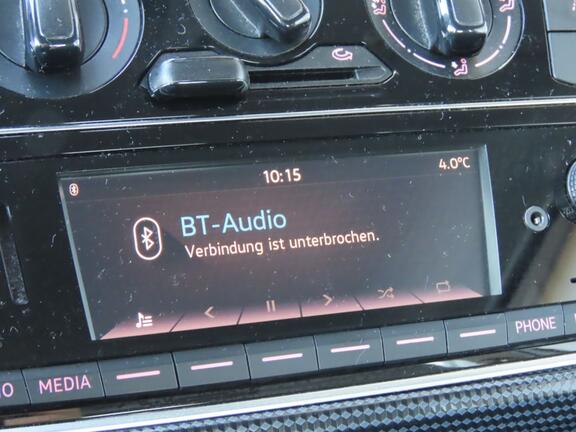 10:15
4.0°C
BT-Audio
Verbindung ist unterbrochen.
MEDIA
PHONE